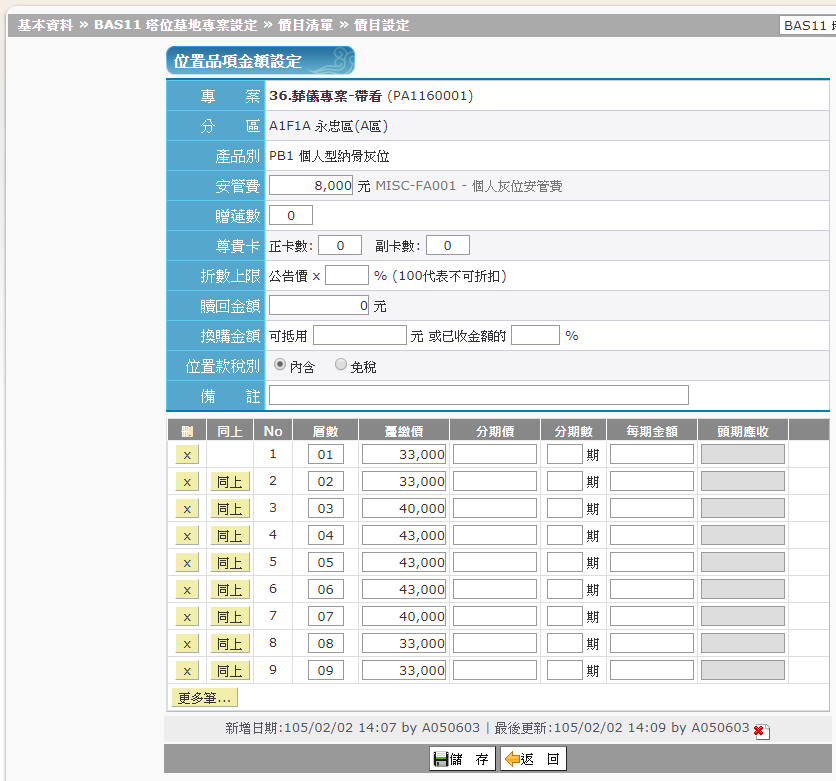 基本資料 » BAS11 塔位墓地專案設定 » 價目清單 » 價目設定
BAS11
位置品項金額設定
專 案 36.葬儀專案-帶看 (PA1160001)
分 區 A1F1A 永忠區(A區)
產品別 PB1 個人型納骨灰位
安管費 8,000 元 MISC-FA001 - 個人灰位安管費
贈蓮數 0
尊貴卡 正卡數: 0 副卡數: 0
折數上限 公告價 x % (100代表不可折扣)
贖回金額 0 元
換購金額 可抵用 元 或已收金額的 %
位置款稅別 內含 免稅
備 註
刪 同上 No 層數 躉繳價 分期價 分期數 每期金額 頭期應收
x 1 01 33,000 期
x 同上 2 02 33,000 期
x 同上 3 03 40,000 期
x 同上 4 04 43,000 期
x 同上 5 05 43,000 期
x 同上 6 06 43,000 期
x 同上 7 07 40,000 期
x 同上 8 08 33,000 期
x 同上 9 09 33,000 期
更多筆...
新增日期:105/02/02 14:07 by A050603 | 最後更新:105/02/02 14:09 by A050603
儲 存 返 回